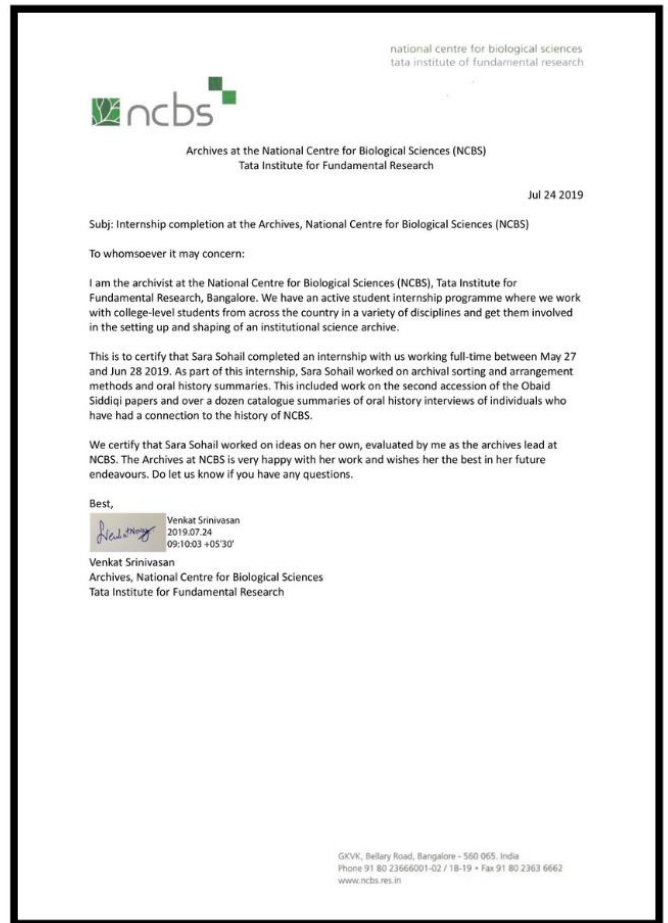 national centre for biological sciences
tata institute of fundamental research
ncbs
Archives at the National Centre for Biological Sciences (NCBS)
Tata Institute for Fundamental Research
Jul 24 2019
Subj: Internship completion at the Archives, National Centre for Biological Sciences (NCBS)
To whomsoever it may concern:
I am the archivist at the National Centre for Biological Sciences (NCBS), Tata Institute for
Fundamental Research, Bangalore. We have an active student internship programme where we work
with college-level students from across the country in a variety of disciplines and get them involved
in the setting up and shaping of an institutional science archive.
This is to certify that Sara Sohail completed an internship with us working full-time between May 27
and Jun 28 2019. As part of this internship, Sara Sohail worked on archival sorting and arrangement
methods and oral history summaries. This included work on the second accession of the Obaid
Siddiqi papers and over a dozen catalogue summaries of oral history interviews of individuals who
have had a connection to the history of NCBS.
We certify that Sara Sohail worked on ideas on her own, evaluated by me as the archives lead at
NCBS. The Archives at NCBS is very happy with her work and wishes her the best in her future
endeavours. Do let us know if you have any questions.
Best,
Venkat Srinivasan
2019.07.24
09:10:03 +05'30'
Venkat Srinivasan
Archives, National Centre for Biological Sciences
Tata Institute for Fundamental Research
GKVK, Bellary Road, Bangalore - 560 065. India
Phone 91 80 23666001-02 / 18-19 • Fax 91 80 2363 6662
www.ncbs.res.in